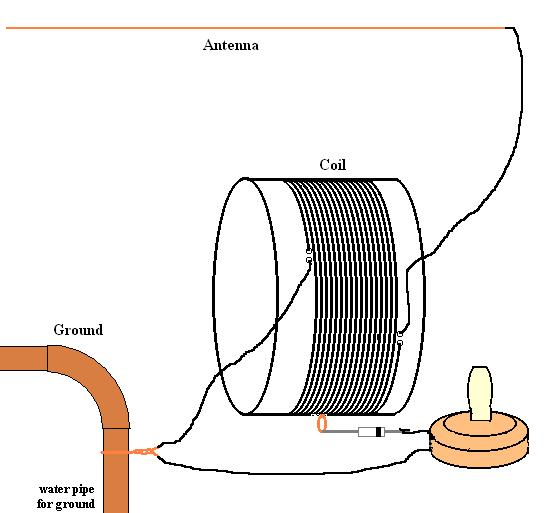 Antenna
Coil
Ground
water pipe
for ground